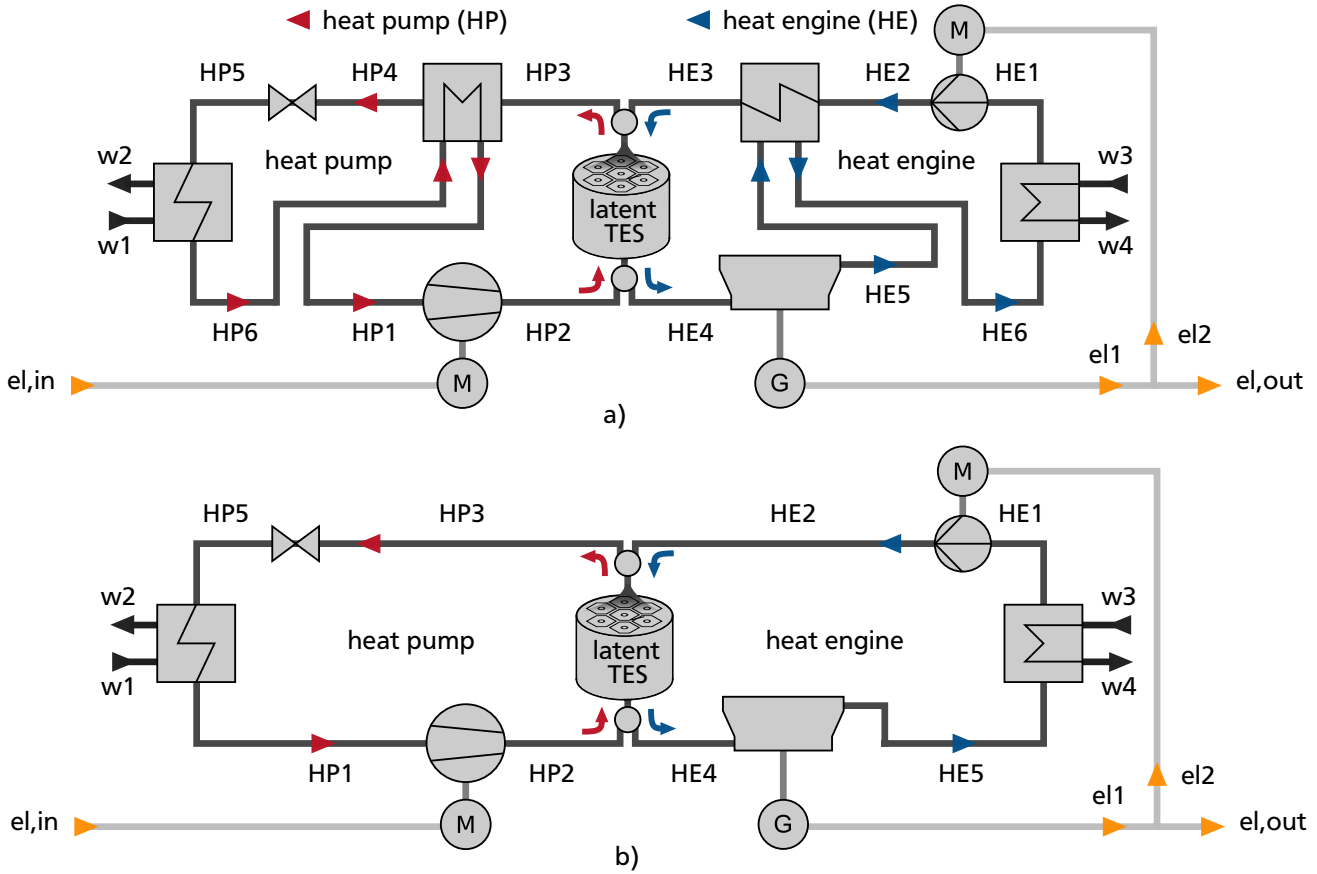 heat pump (HP)
heat engine (HE)
M
HP5
HP4
HP3
HE3
HE2
HE1
w2
heat pump
heat engine
w3
w1
latent
TES
w4
HE5
HP6
HP1
HP2
HE4
HE6
el,in
M
G
el1
el2
el,out
a)
M
HP5
HP3
HE2
HE1
w2
heat pump
heat engine
w3
w1
latent
TES
w4
HP1
HP2
HE4
HE5
el,in
M
G
el1
el2
el,out
b)